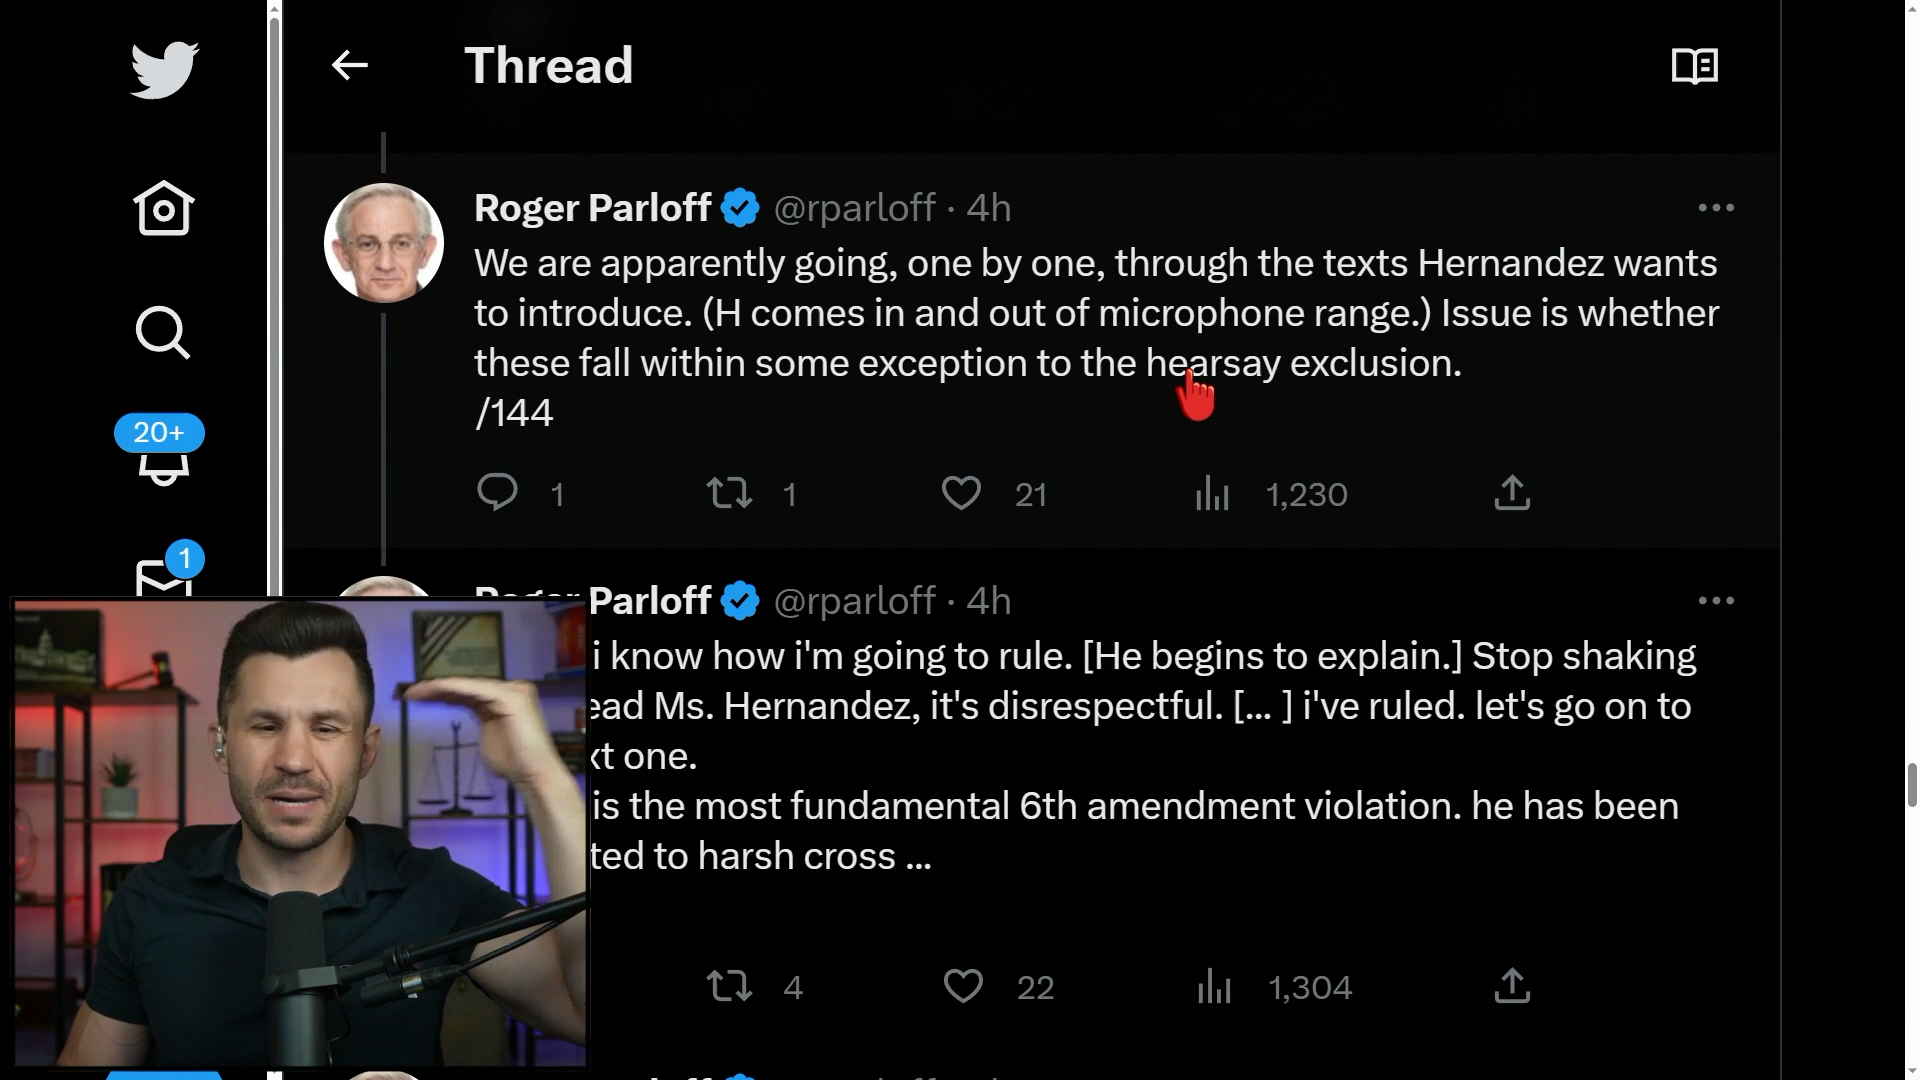 Thread
Roger Parloff @rparloff · 4h
We are apparently going, one by one, through the texts Hernandez wants
to introduce. (H comes in and out of microphone range.) Issue is whether
these fall within some exception to the hearsay exclusion.
/144
1 1 21 1,230
20+
1
Parloff @rparloff · 4h
i know how i'm going to rule. [He begins to explain.] Stop shaking
ead Ms. Hernandez, it's disrespectful. [... ] i've ruled. let's go on to
xt one.
is the most fundamental 6th amendment violation. he has been
ted to harsh cross ...
4 22 1,304